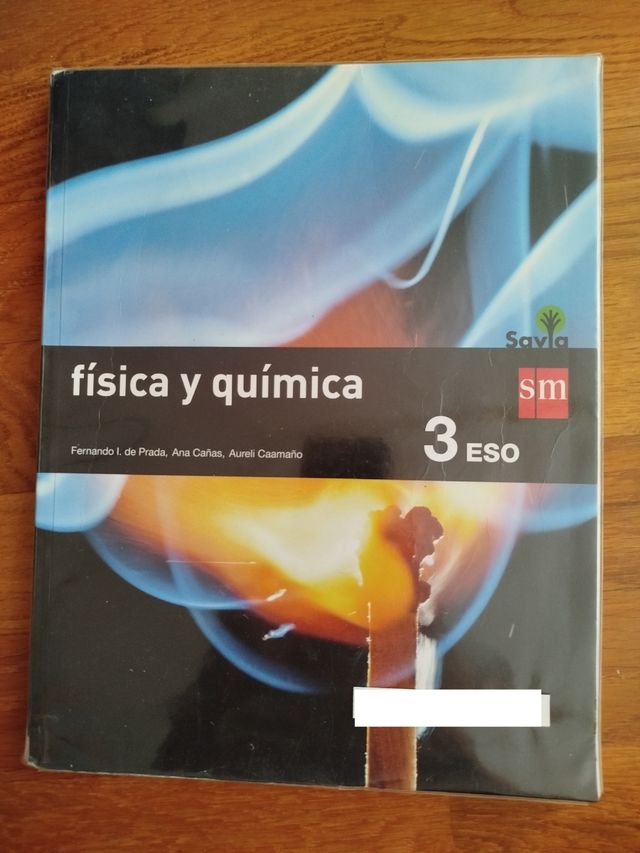 Savia
física y química
sm
3 ESO
Fernando I. de Prada, Ana Cañas, Aureli Caamaño